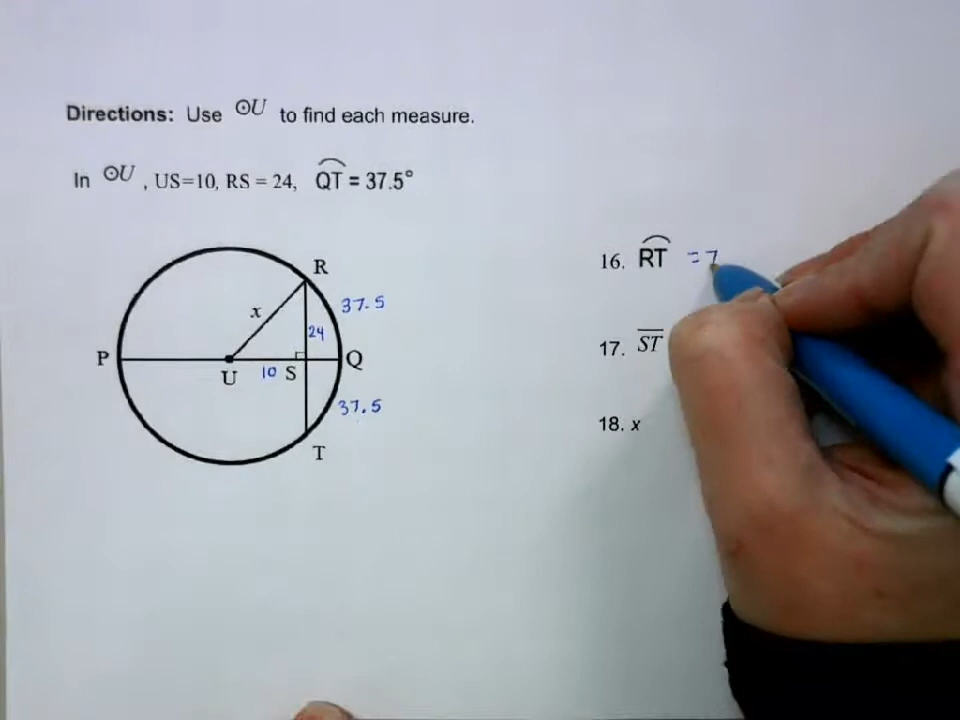 Directions: Use ⊙U to find each measure.
In ⊙U , US=10, RS = 24, QT = 37.5°
R
x
37.5
24
P
U
10 S
Q
37.5
T
16. RT = 7
17. ST
18. x